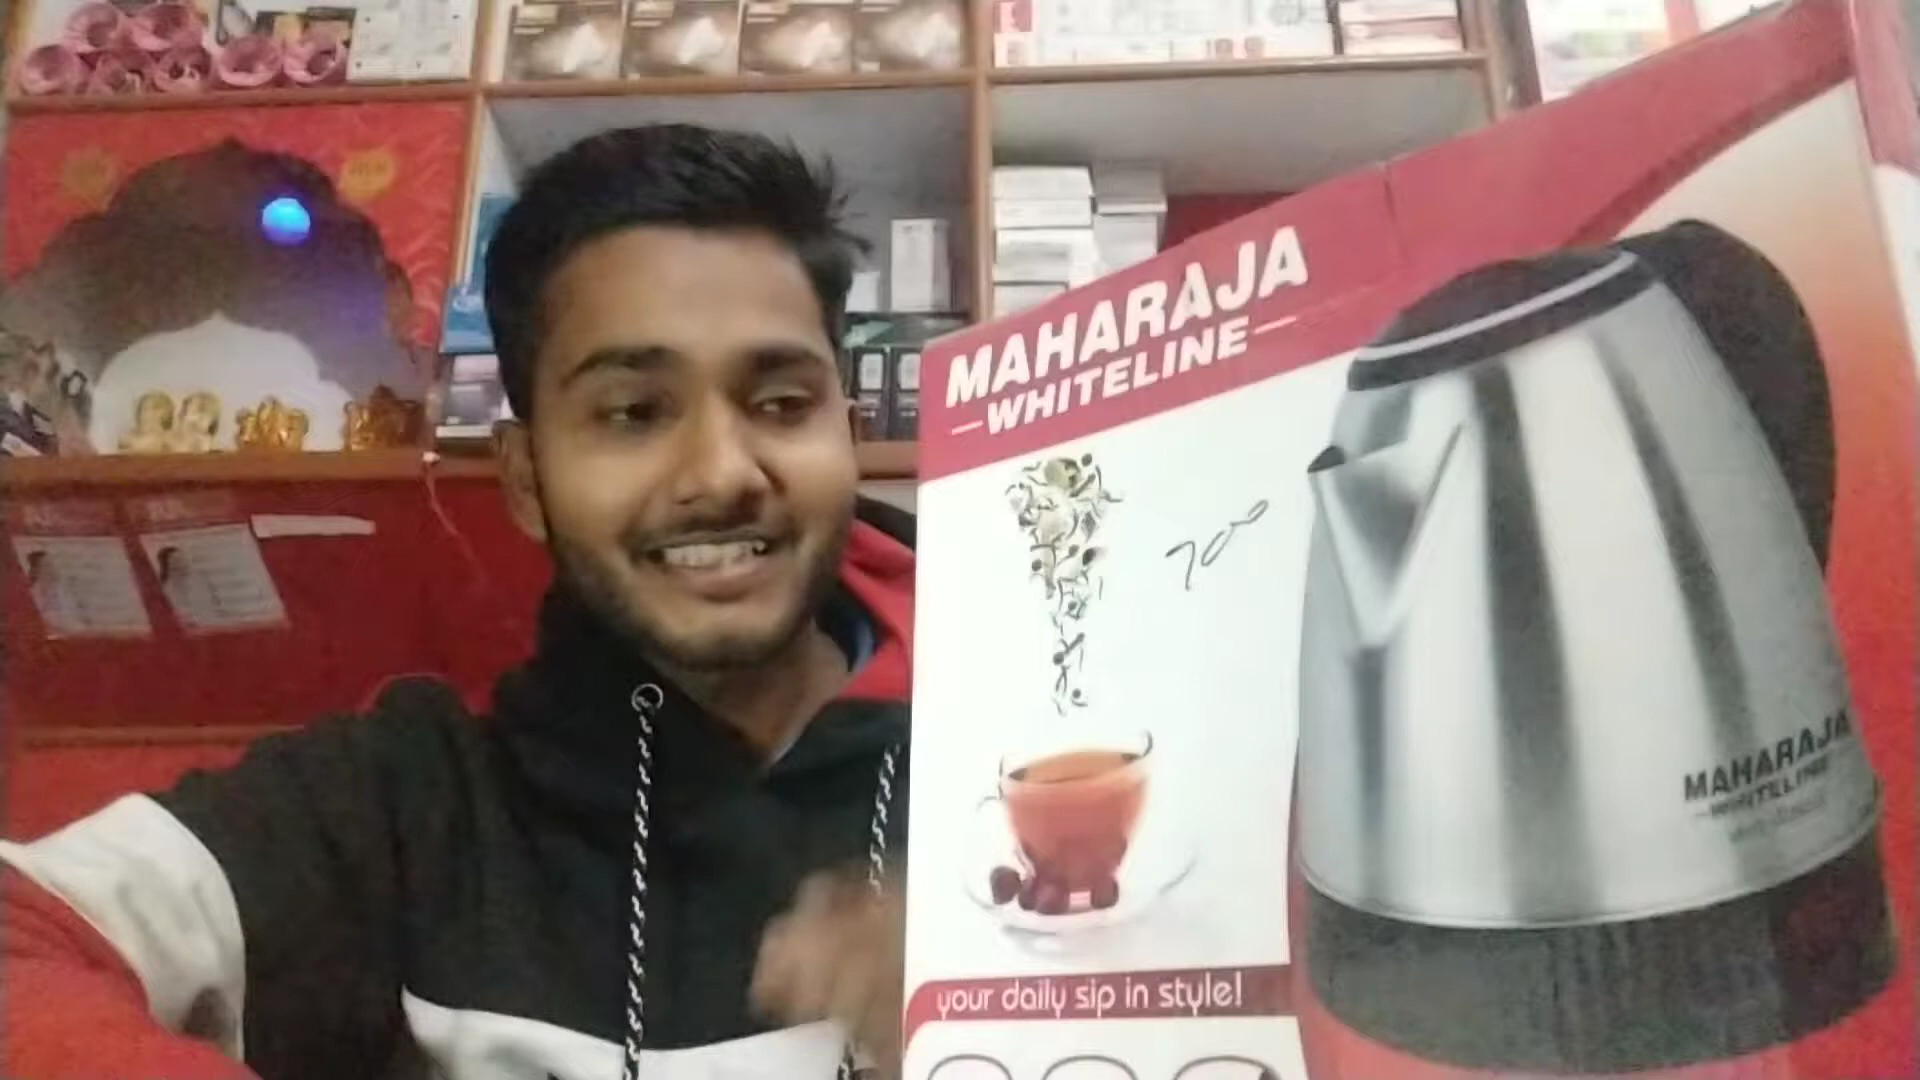 MAHARAJA
WHITELINE
700
MAHARAJA
WHITELINE
your daily sip in style!